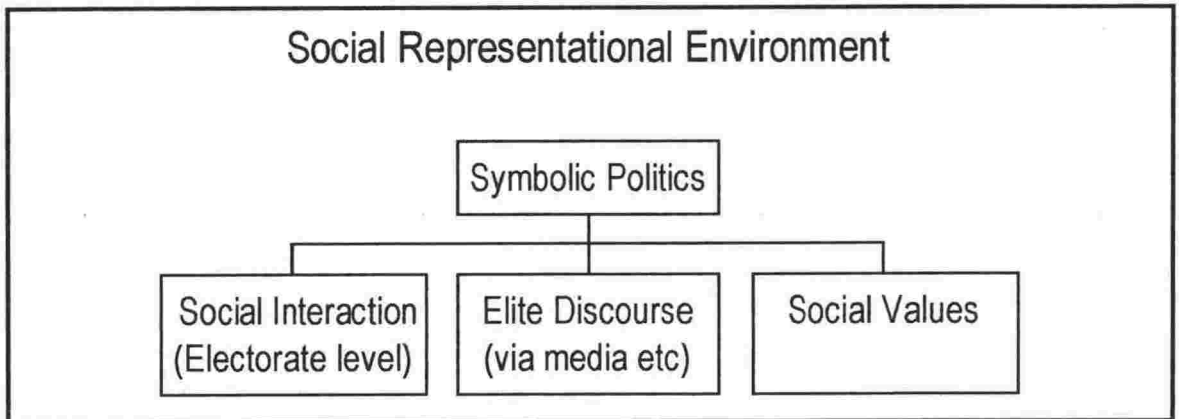 Social Representational Environment
Symbolic Politics
Social Interaction
(Electorate level)
Elite Discourse
(via media etc)
Social Values